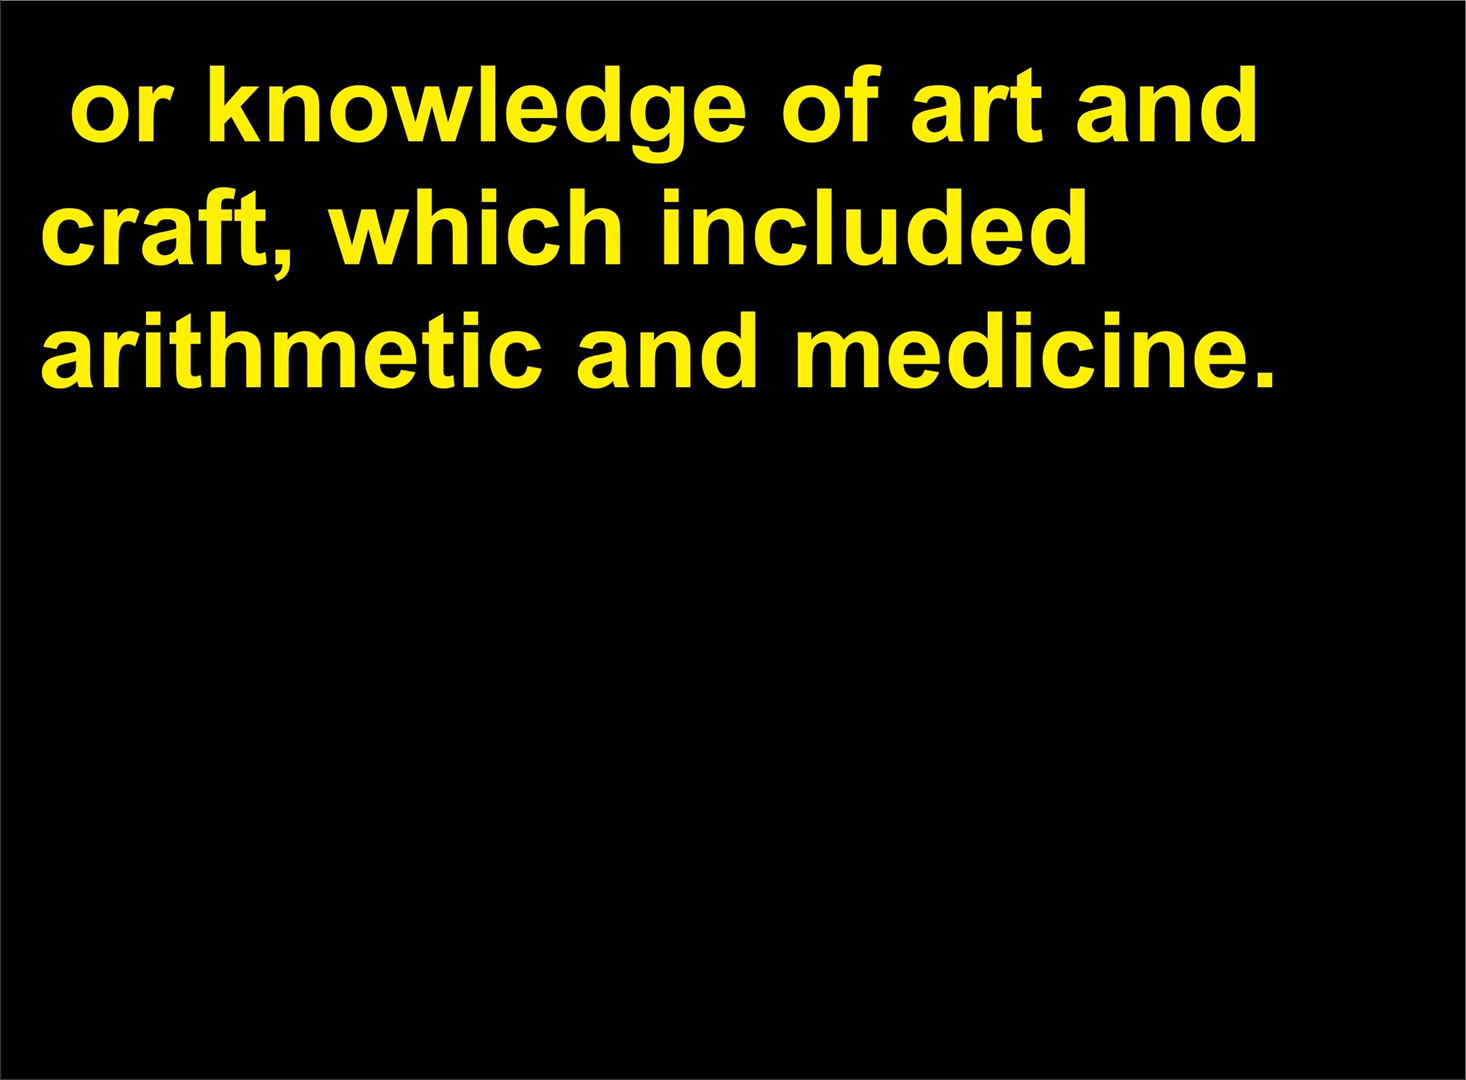 or knowledge of art and
craft, which included
arithmetic and medicine.